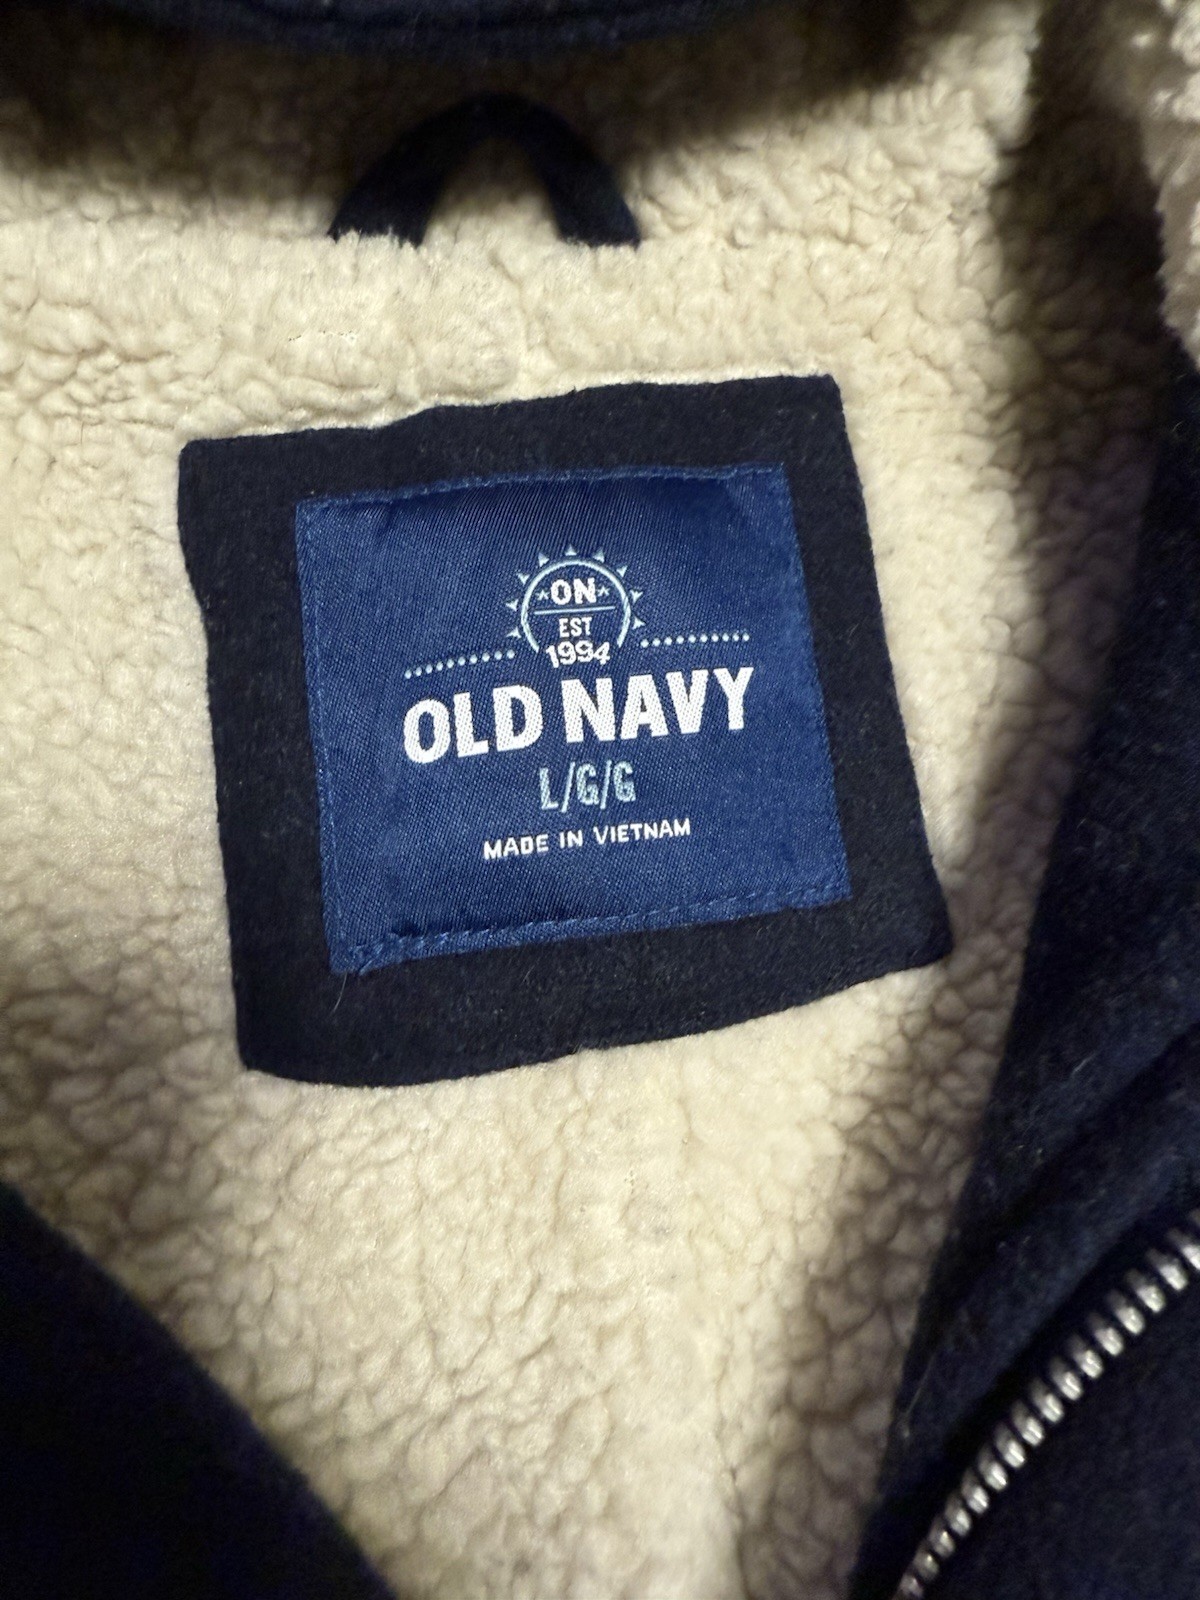 ON
EST
1994
OLD NAVY
L/G/G
MADE IN VIETNAM